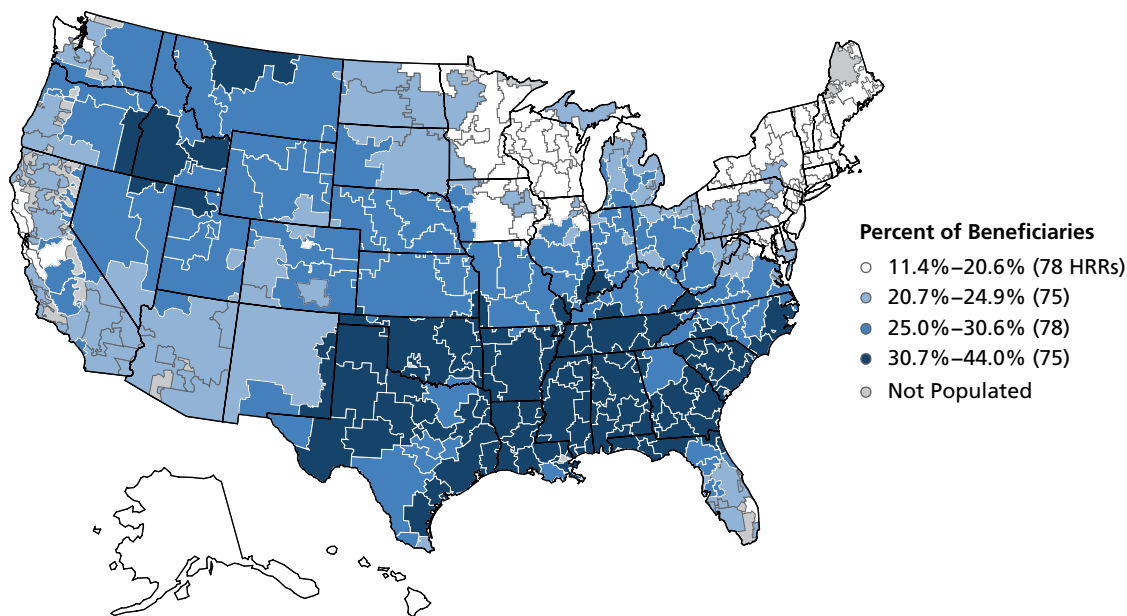 Percent of Beneficiaries
11.4%–20.6% (78 HRRs)
20.7%–24.9% (75)
25.0%–30.6% (78)
30.7%–44.0% (75)
Not Populated